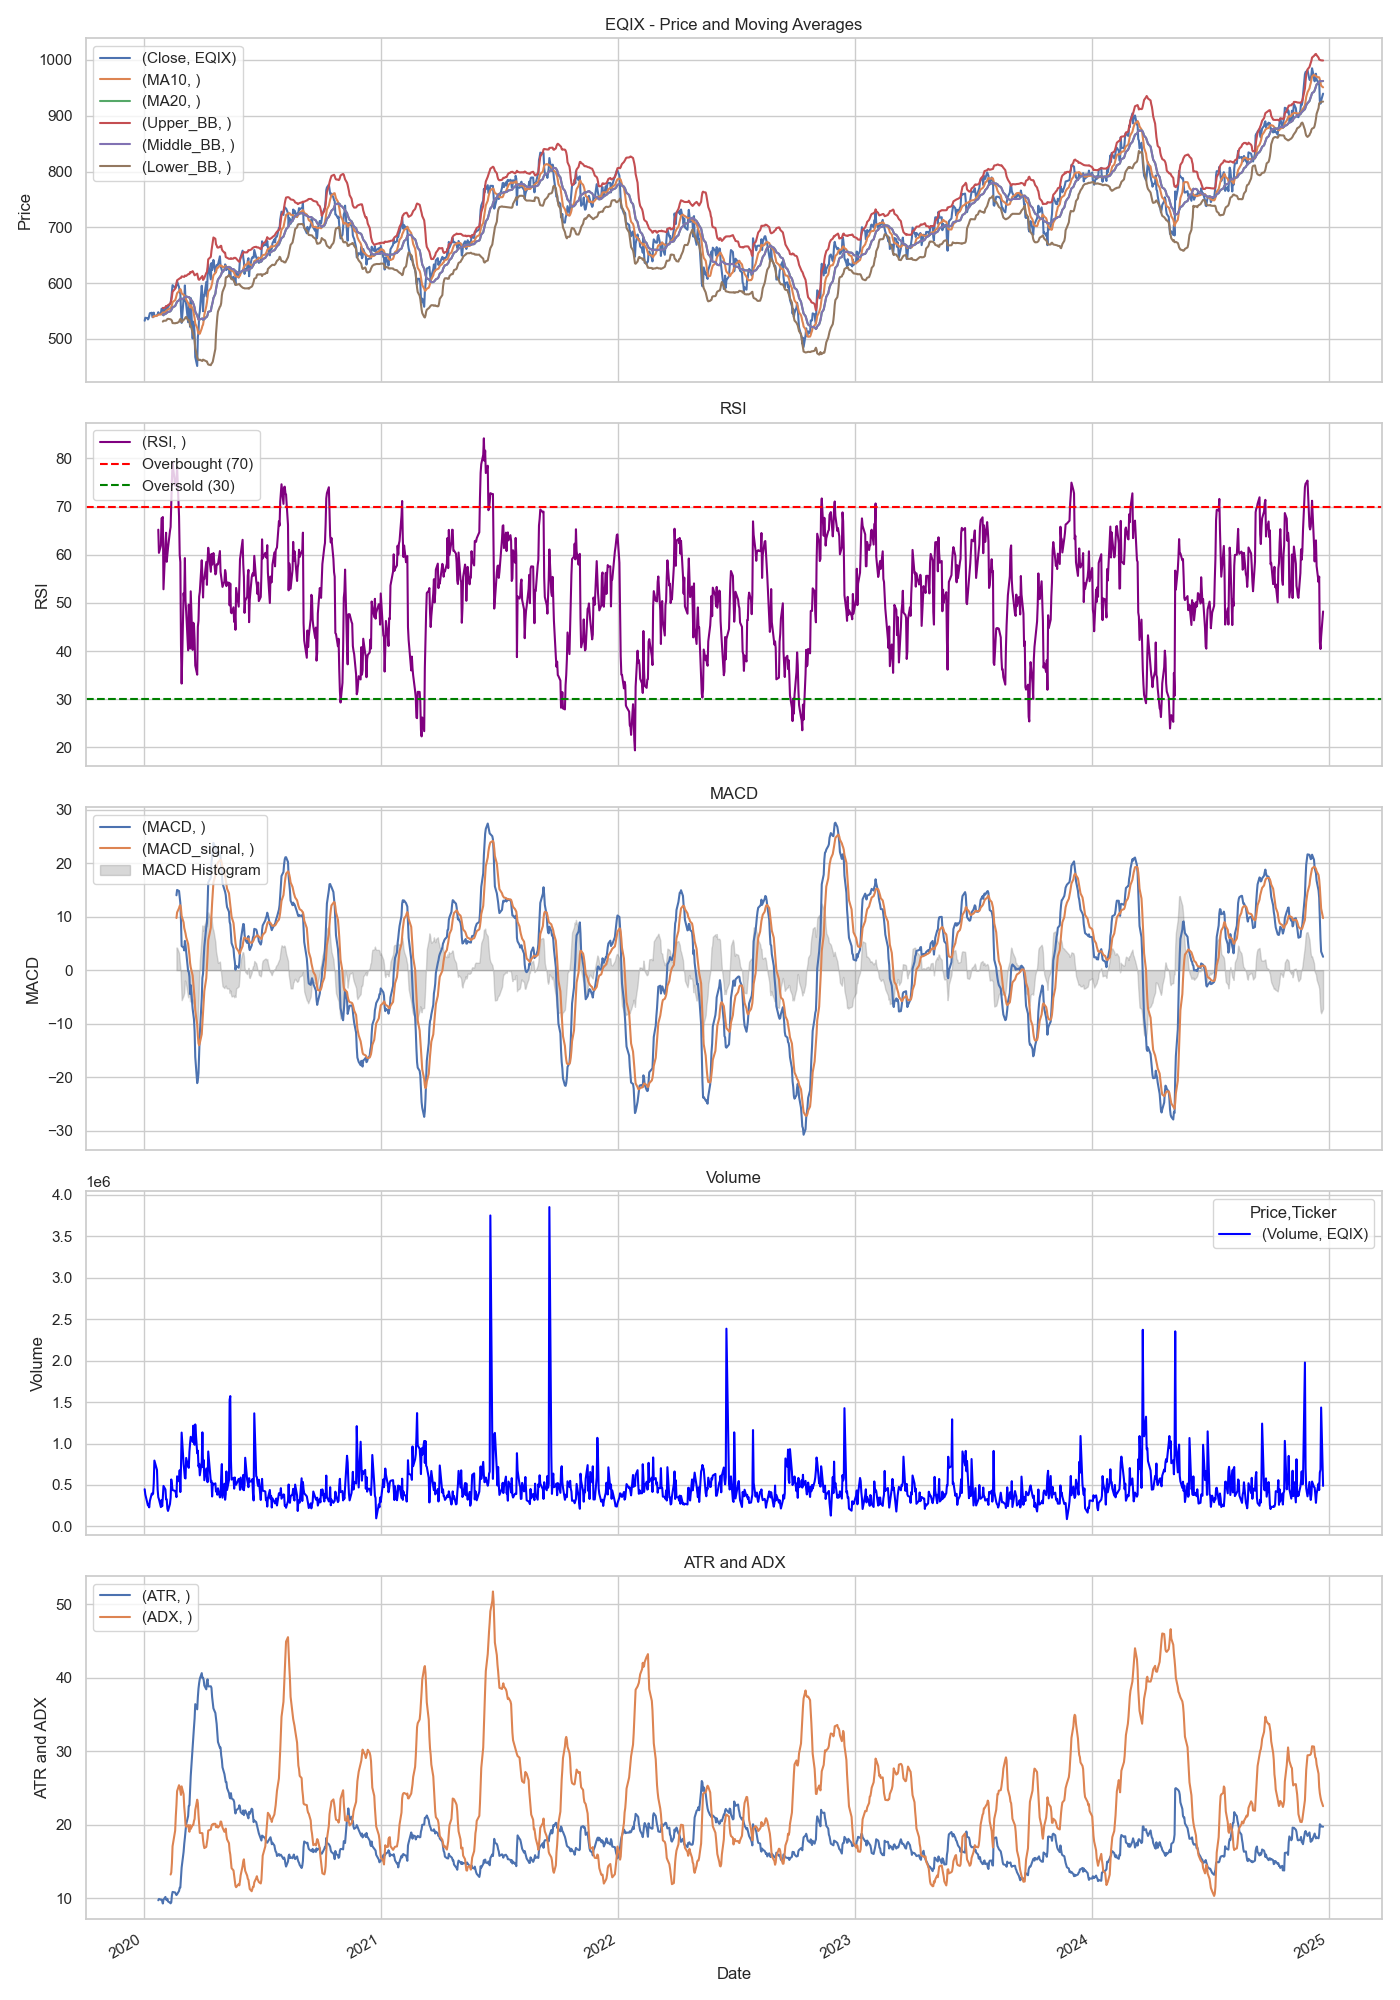 EQIX - Price and Moving Averages
(Close, EQIX)
(MA10, )
(MA20, )
(Upper_BB, )
(Middle_BB, )
(Lower_BB, )
1000
900
800
700
600
500
Price
RSI
(RSI, )
Overbought (70)
Oversold (30)
80
70
60
50
40
30
20
RSI
MACD
(MACD, )
(MACD_signal, )
MACD Histogram
30
20
10
0
−10
−20
−30
MACD
Volume
1e6
Price,Ticker
(Volume, EQIX)
4.0
3.5
3.0
2.5
2.0
1.5
1.0
0.5
0.0
Volume
ATR and ADX
(ATR, )
(ADX, )
50
40
30
20
10
ATR and ADX
2020
2021
2022
2023
2024
2025
Date